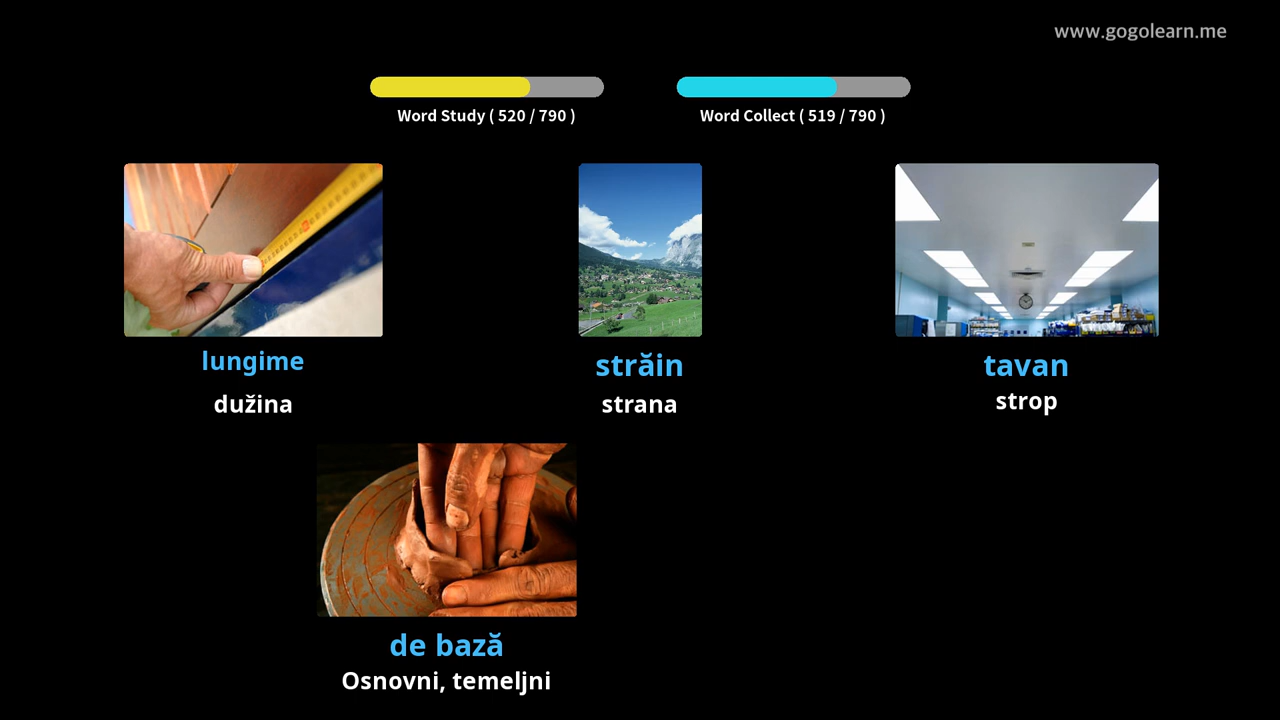 www.gogolearn.me
Word Study ( 520 / 790 )
Word Collect ( 519 / 790 )
lungime
dužina
străin
strana
tavan
strop
de bază
Osnovni, temeljni